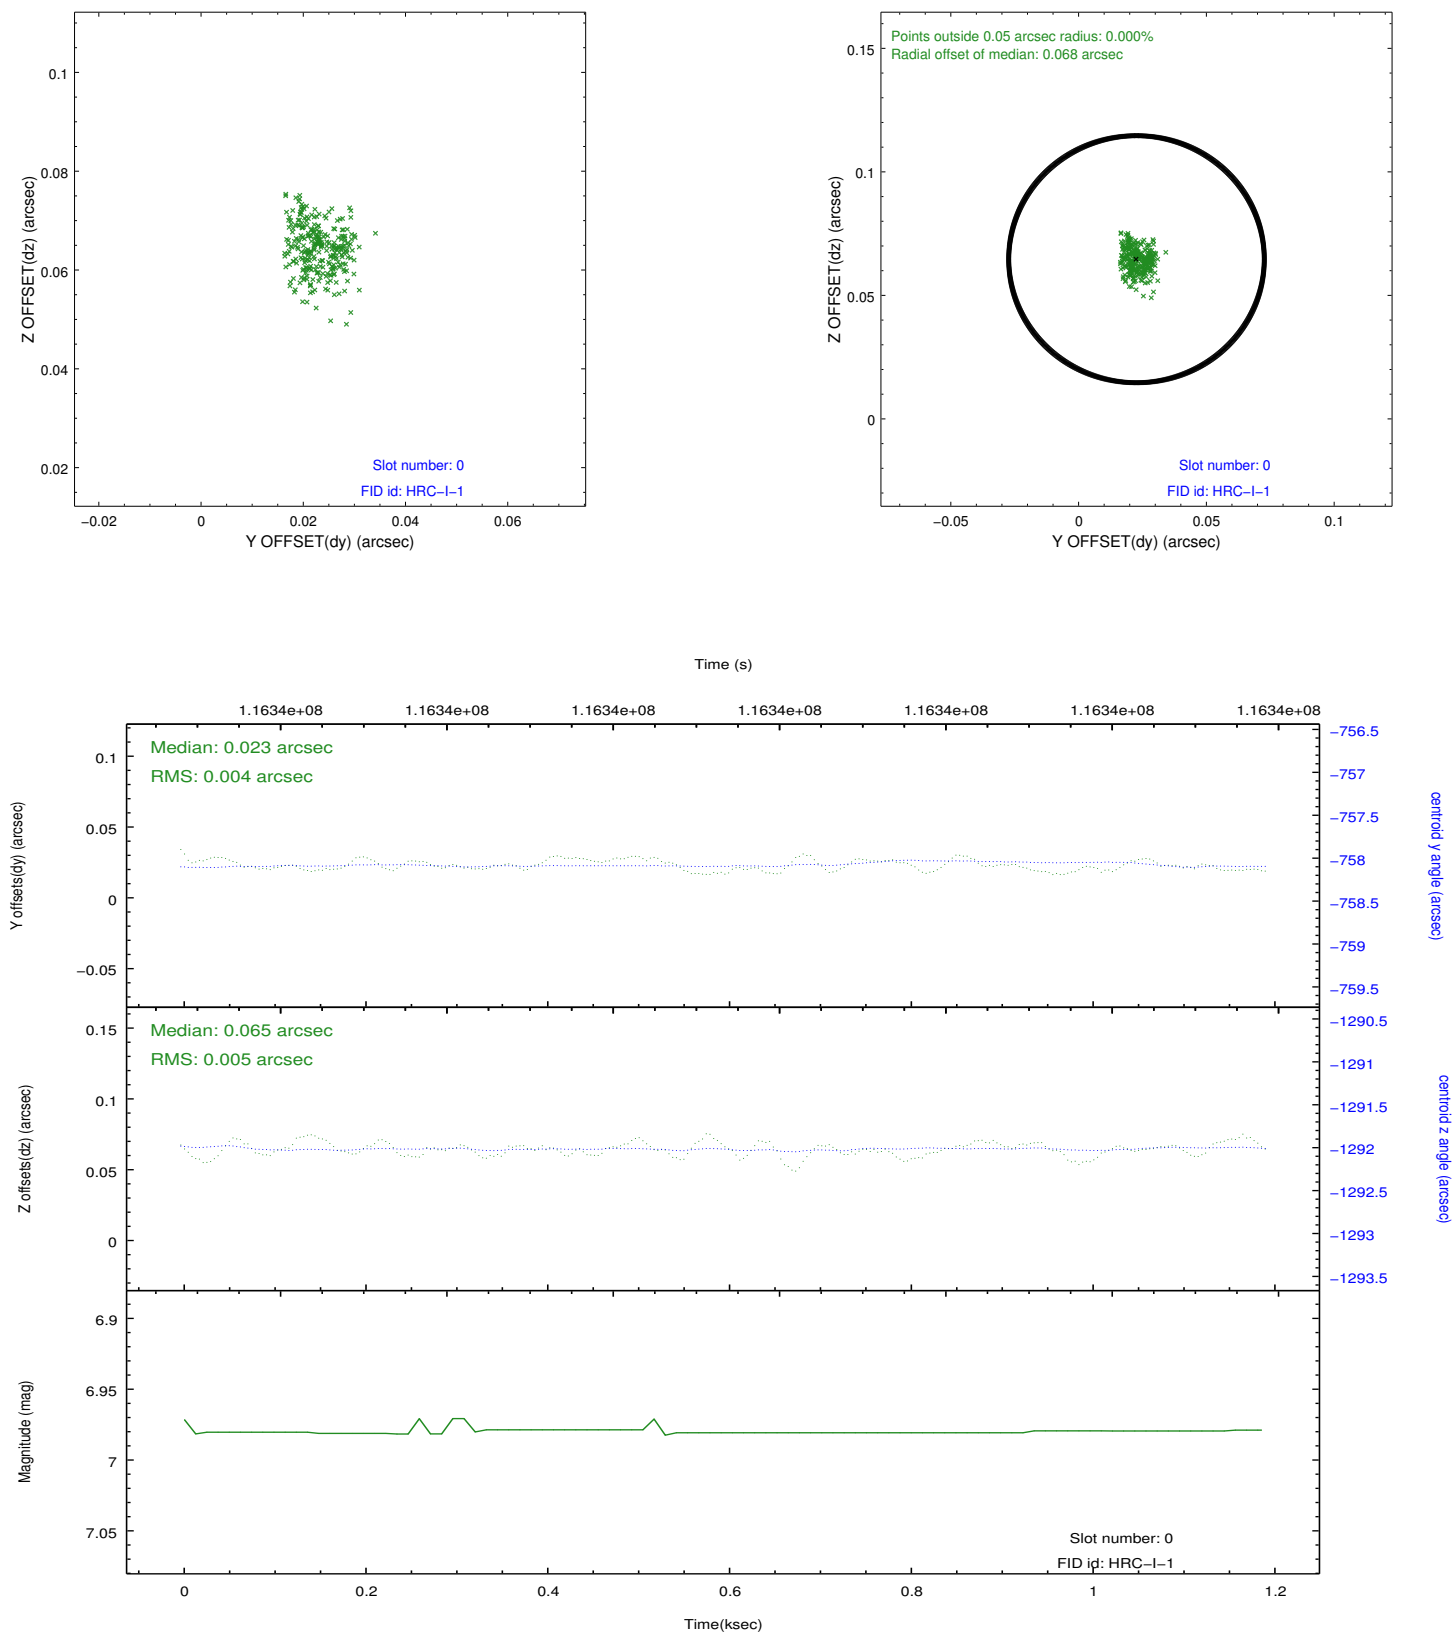 0.1
0.08
0.06
0.04
0.02
Z OFFSET(dz) (arcsec)
−0.02
0
0.02
0.04
0.06
Y OFFSET(dy) (arcsec)
Slot number: 0
FID id: HRC−I−1
Points outside 0.05 arcsec radius: 0.000%
Radial offset of median: 0.068 arcsec
0.15
0.1
0.05
0
Z OFFSET(dz) (arcsec)
−0.05
0
0.05
0.1
Y OFFSET(dy) (arcsec)
Slot number: 0
FID id: HRC−I−1
Time (s)
1.1634e+08
1.1634e+08
1.1634e+08
1.1634e+08
1.1634e+08
1.1634e+08
1.1634e+08
Median: 0.023 arcsec
RMS: 0.004 arcsec
0.1
0.05
0
−0.05
Y offsets(dy) (arcsec)
−756.5
−757
−757.5
−758
−758.5
−759
−759.5
centroid y angle (arcsec)
Median: 0.065 arcsec
RMS: 0.005 arcsec
0.15
0.1
0.05
0
Z offsets(dz) (arcsec)
−1290.5
−1291
−1291.5
−1292
−1292.5
−1293
−1293.5
centroid z angle (arcsec)
6.9
6.95
7
7.05
Magnitude (mag)
Slot number: 0
FID id: HRC−I−1
0
0.2
0.4
0.6
0.8
1
1.2
Time(ksec)